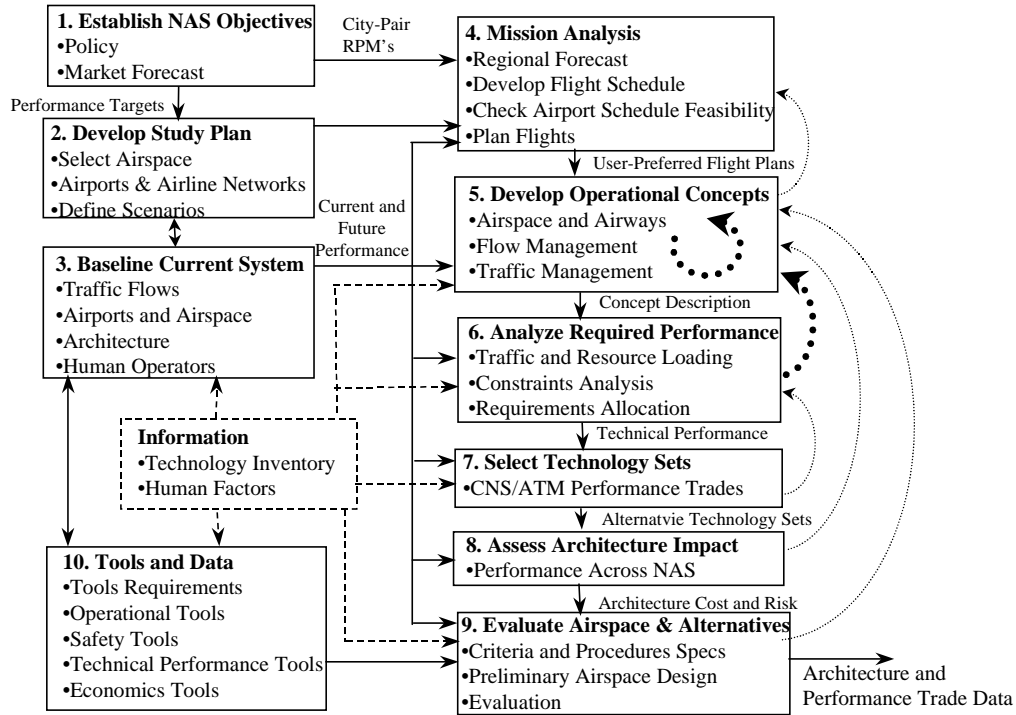 1. Establish NAS Objectives
•Policy
•Market Forecast
City-Pair
RPM's
4. Mission Analysis
•Regional Forecast
•Develop Flight Schedule
•Check Airport Schedule Feasibility
•Plan Flights
Performance Targets
2. Develop Study Plan
•Select Airspace
•Airports & Airline Networks
•Define Scenarios
User-Preferred Flight Plans
Current and
Future
Performance
5. Develop Operational Concepts
•Airspace and Airways
•Flow Management
•Traffic Management
3. Baseline Current System
•Traffic Flows
•Airports and Airspace
•Architecture
•Human Operators
Concept Description
6. Analyze Required Performance
•Traffic and Resource Loading
•Constraints Analysis
•Requirements Allocation
Information
•Technology Inventory
•Human Factors
Technical Performance
7. Select Technology Sets
•CNS/ATM Performance Trades
Alternatvie Technology Sets
8. Assess Architecture Impact
•Performance Across NAS
10. Tools and Data
•Tools Requirements
•Operational Tools
•Safety Tools
•Technical Performance Tools
•Economics Tools
Architecture Cost and Risk
9. Evaluate Airspace & Alternatives
•Criteria and Procedures Specs
•Preliminary Airspace Design
•Evaluation
Architecture and
Performance Trade Data